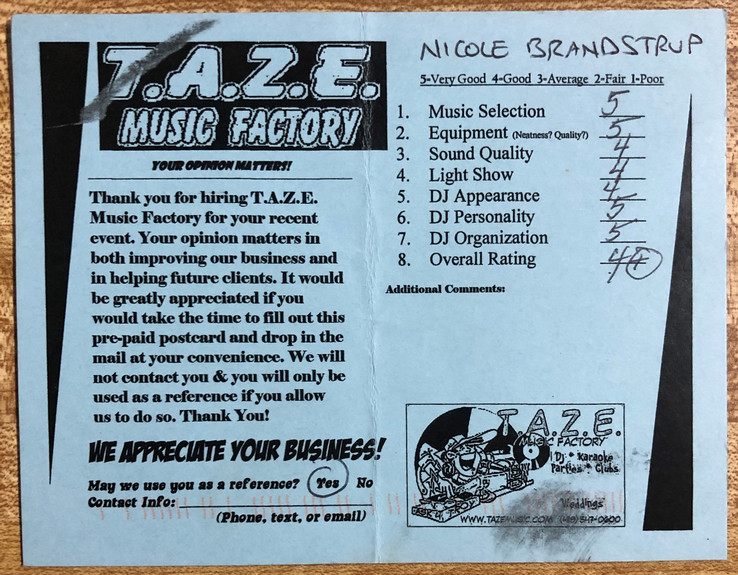 T.A.Z.E.
MUSIC FACTORY
YOUR OPINION MATTERS!
Thank you for hiring T.A.Z.E.
Music Factory for your recent
event. Your opinion matters in
both improving our business and
in helping future clients. It would
be greatly appreciated if you
would take the time to fill out this
pre-paid postcard and drop in the
mail at your convenience. We will
not contact you & you will only be
used as a reference if you allow
us to do so. Thank You!
WE APPRECIATE YOUR BUSINESS!
May we use you as a reference? Yes No
Contact Info:
(Phone, text, or email)
NICOLE BRANDSTRUP
5-Very Good 4-Good 3-Average 2-Fair 1-Poor
1. Music Selection 5
2. Equipment (Neatness? Quality?) 5
3. Sound Quality 4
4. Light Show 4
5. DJ Appearance 4
6. DJ Personality 5
7. DJ Organization 5
8. Overall Rating 4
Additional Comments:
T.A.Z.E.
MUSIC FACTORY
Dj * Karaoke
Parties * Clubs
Weddings
WWW.TAZEMUSIC.COM